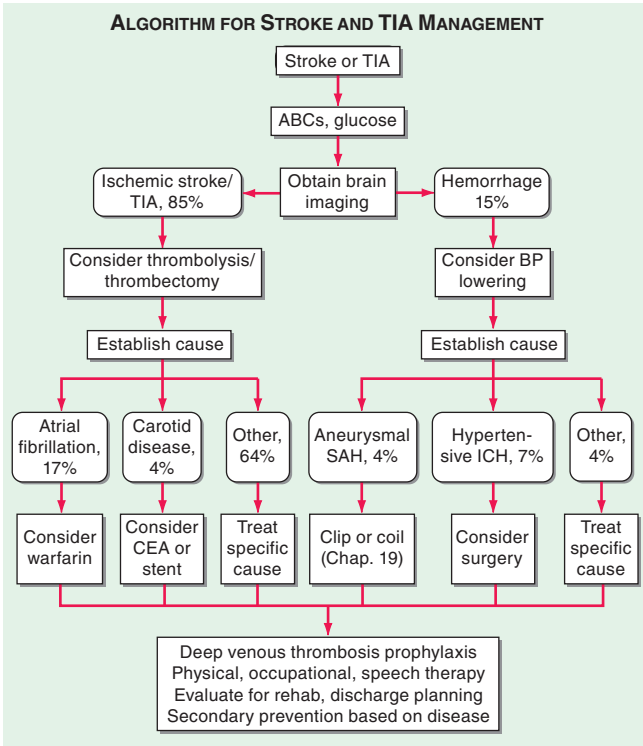 ALGORITHM FOR STROKE AND TIA MANAGEMENT
Stroke or TIA
ABCs, glucose
Obtain brain
imaging
Ischemic stroke/
TIA, 85%
Hemorrhage
15%
Consider thrombolysis/
thrombectomy
Consider BP
lowering
Establish cause
Establish cause
Atrial
fibrillation,
17%
Carotid
disease,
4%
Other,
64%
Aneurysmal
SAH, 4%
Hyperten-
sive ICH, 7%
Other,
4%
Consider
warfarin
Consider
CEA or
stent
Treat
specific
cause
Clip or coil
(Chap. 19)
Consider
surgery
Treat
specific
cause
Deep venous thrombosis prophylaxis
Physical, occupational, speech therapy
Evaluate for rehab, discharge planning
Secondary prevention based on disease